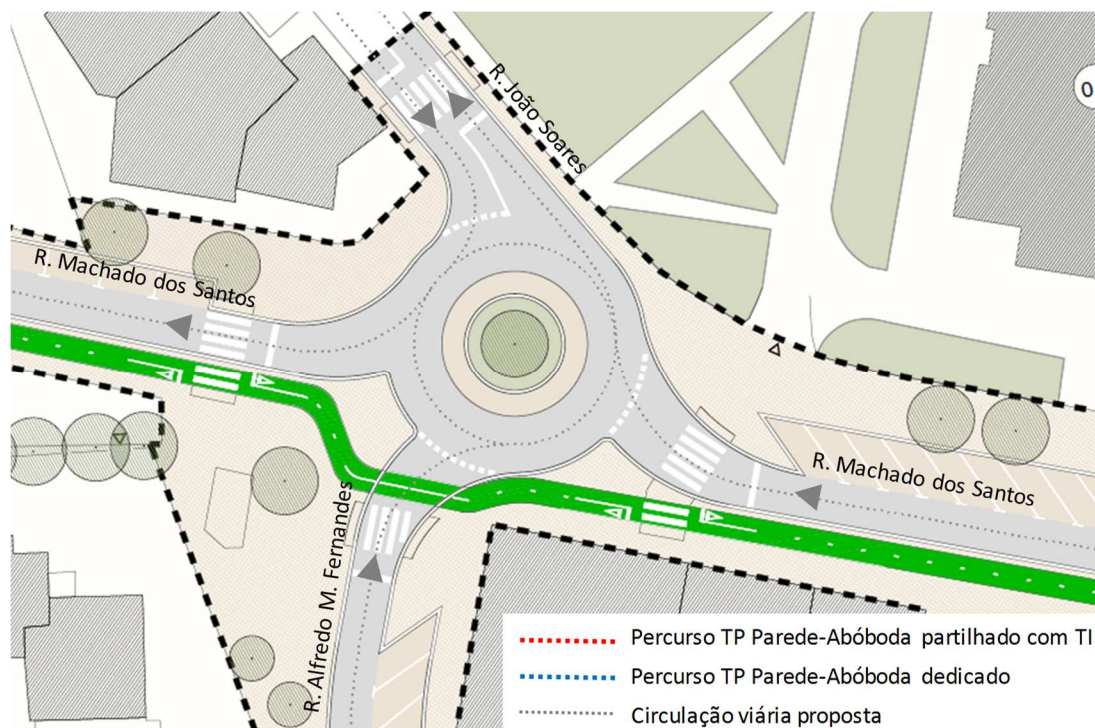 R. João Soares
0
R. Machado dos Santos
R. Machado dos Santos
R. Alfredo M. Fernandes
Percurso TP Parede-Abóboda partilhado com TI
Percurso TP Parede-Abóboda dedicado
Circulação viária proposta